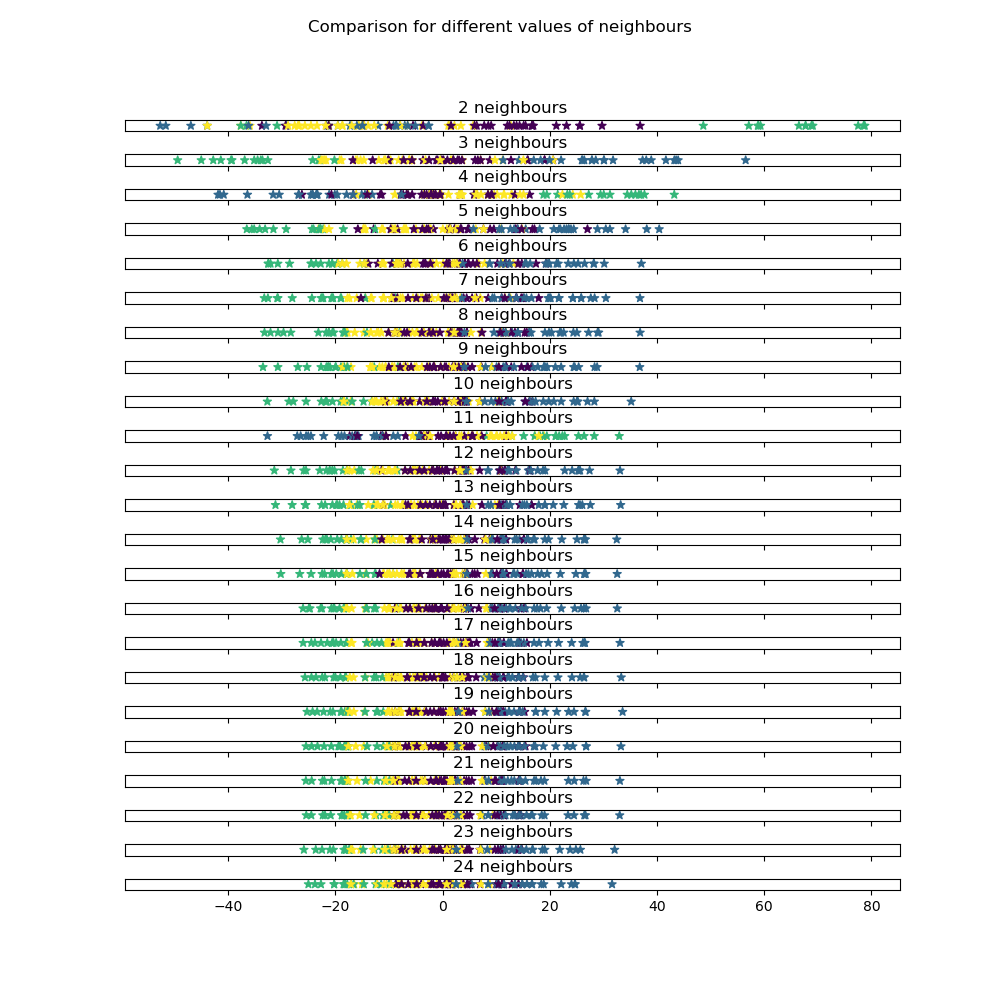 Comparison for different values of neighbours
2 neighbours
3 neighbours
4 neighbours
5 neighbours
6 neighbours
7 neighbours
8 neighbours
9 neighbours
10 neighbours
11 neighbours
12 neighbours
13 neighbours
14 neighbours
15 neighbours
16 neighbours
17 neighbours
18 neighbours
19 neighbours
20 neighbours
21 neighbours
22 neighbours
23 neighbours
24 neighbours
−40 −20 0 20 40 60 80